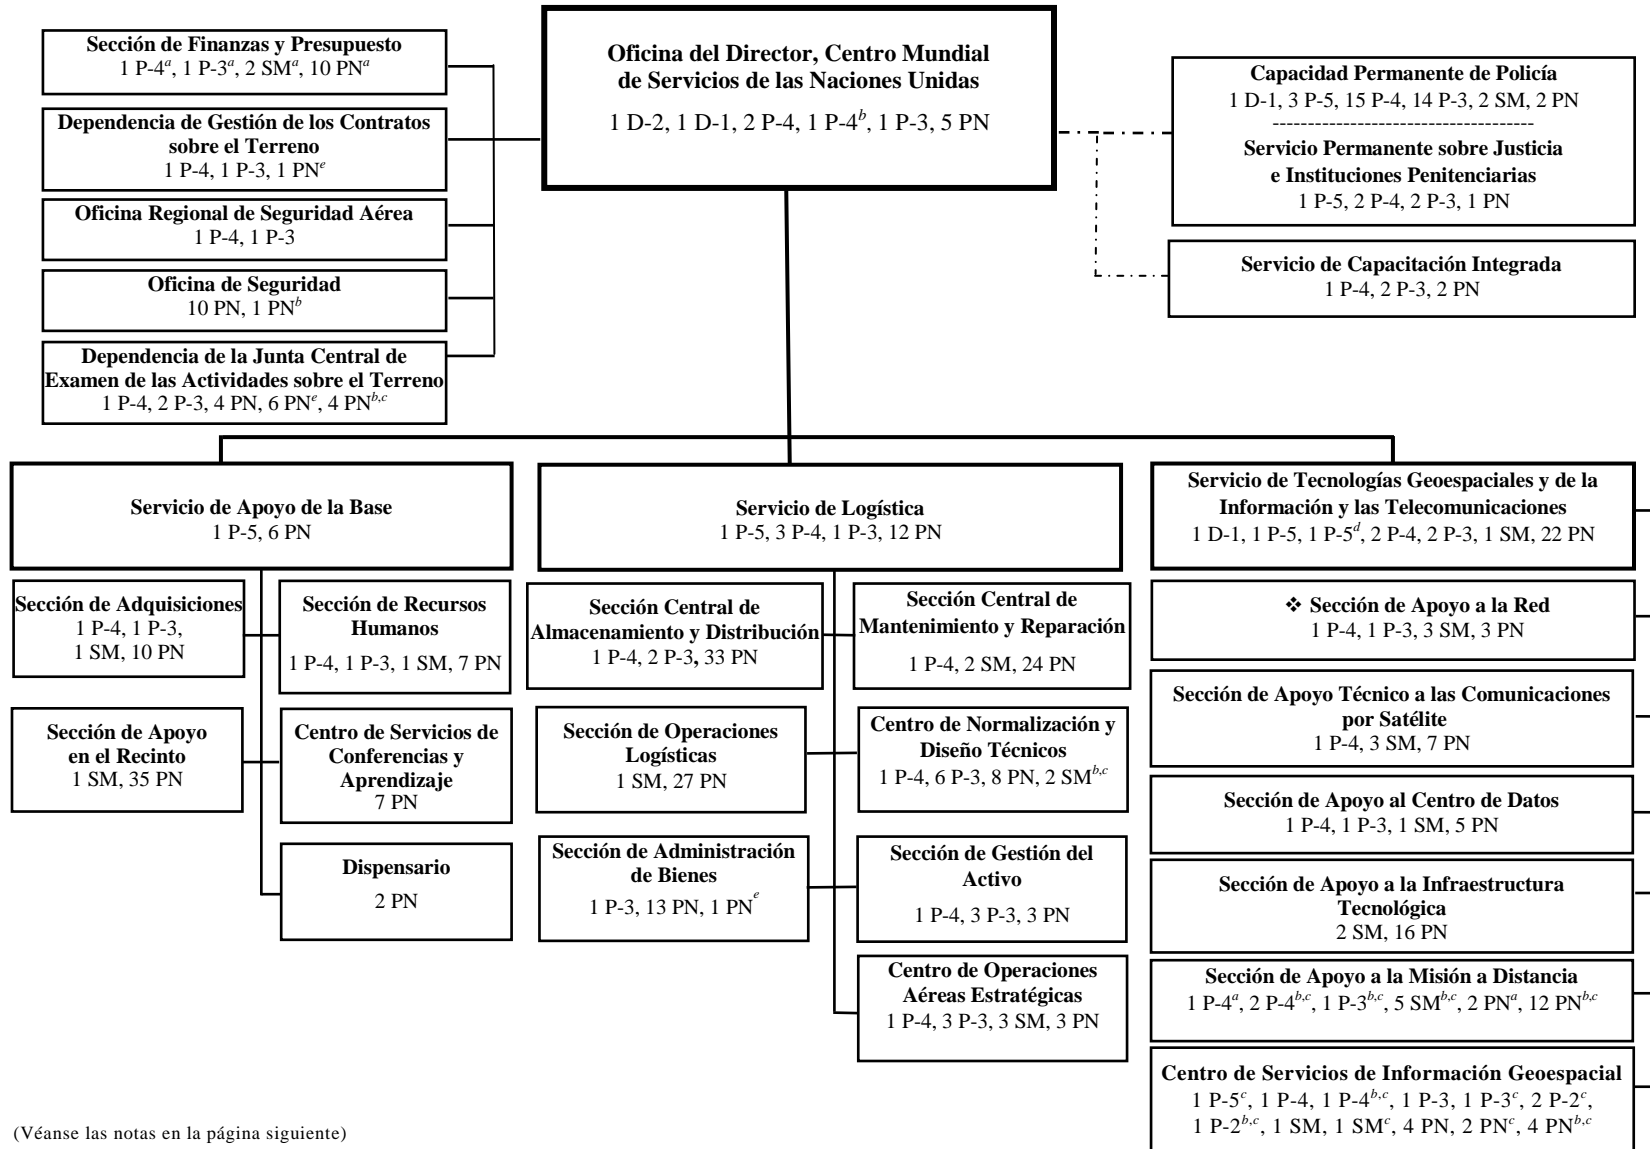 Oficina del Director, Centro Mundial
de Servicios de las Naciones Unidas
1 D-2, 1 D-1, 2 P-4, 1 P-4b, 1 P-3, 5 PN
Sección de Finanzas y Presupuesto
1 P-4a, 1 P-3a, 2 SMa, 10 PNa
Dependencia de Gestión de los Contratos
sobre el Terreno
1 P-4, 1 P-3, 1 PNe
Oficina Regional de Seguridad Aérea
1 P-4, 1 P-3
Oficina de Seguridad
10 PN, 1 PNb
Dependencia de la Junta Central de
Examen de las Actividades sobre el Terreno
1 P-4, 2 P-3, 4 PN, 6 PNe, 4 PNb,c
Capacidad Permanente de Policía
1 D-1, 3 P-5, 15 P-4, 14 P-3, 2 SM, 2 PN
-------------------------------------
Servicio Permanente sobre Justicia
e Instituciones Penitenciarias
1 P-5, 2 P-4, 2 P-3, 1 PN
Servicio de Capacitación Integrada
1 P-4, 2 P-3, 2 PN
Servicio de Apoyo de la Base
1 P-5, 6 PN
Sección de Adquisiciones
1 P-4, 1 P-3,
1 SM, 10 PN
Sección de Recursos
Humanos
1 P-4, 1 P-3, 1 SM, 7 PN
Sección de Apoyo
en el Recinto
1 SM, 35 PN
Centro de Servicios de
Conferencias y
Aprendizaje
7 PN
Dispensario
2 PN
Servicio de Logística
1 P-5, 3 P-4, 1 P-3, 12 PN
Sección Central de
Almacenamiento y Distribución
1 P-4, 2 P-3, 33 PN
Sección Central de
Mantenimiento y Reparación
1 P-4, 2 SM, 24 PN
Sección de Operaciones
Logísticas
1 SM, 27 PN
Centro de Normalización y
Diseño Técnicos
1 P-4, 6 P-3, 8 PN, 2 SMb,c
Sección de Administración
de Bienes
1 P-3, 13 PN, 1 PNe
Sección de Gestión del
Activo
1 P-4, 3 P-3, 3 PN
Centro de Operaciones
Aéreas Estratégicas
1 P-4, 3 P-3, 3 SM, 3 PN
Servicio de Tecnologías Geoespaciales y de la
Información y las Telecomunicaciones
1 D-1, 1 P-5, 1 P-5d, 2 P-4, 2 P-3, 1 SM, 22 PN
❖ Sección de Apoyo a la Red
1 P-4, 1 P-3, 3 SM, 3 PN
Sección de Apoyo Técnico a las Comunicaciones
por Satélite
1 P-4, 3 SM, 7 PN
Sección de Apoyo al Centro de Datos
1 P-4, 1 P-3, 1 SM, 5 PN
Sección de Apoyo a la Infraestructura
Tecnológica
2 SM, 16 PN
Sección de Apoyo a la Misión a Distancia
1 P-4a, 2 P-4b,c, 1 P-3b,c, 5 SMb,c, 2 PNa, 12 PNb,c
Centro de Servicios de Información Geoespacial
1 P-5c, 1 P-4, 1 P-4b,c, 1 P-3, 1 P-3c, 2 P-2c,
1 P-2b,c, 1 SM, 1 SMc, 4 PN, 2 PNc, 4 PNb,c
(Véanse las notas en la página siguiente)